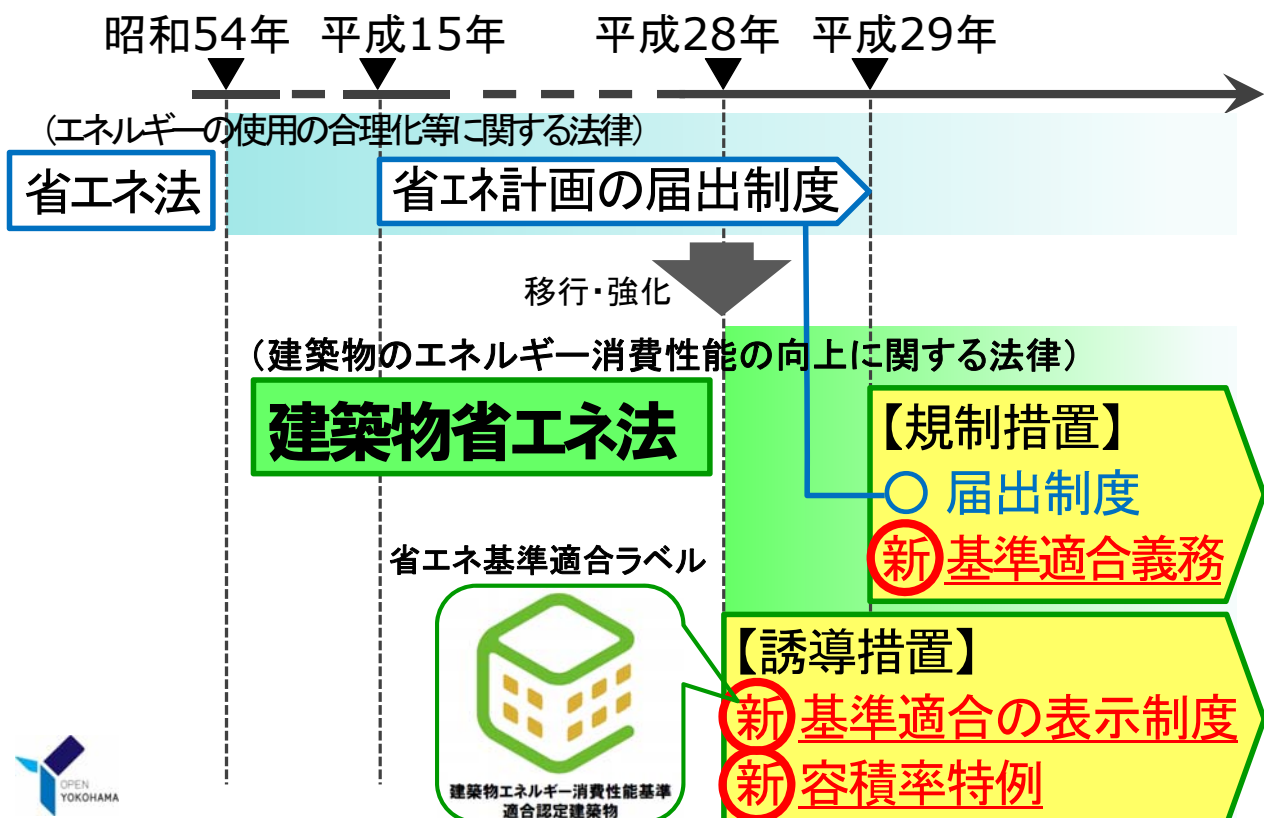 昭和54年 平成15年 平成28年 平成29年
(エネルギーの使用の合理化等に関する法律)
省エネ法
省エネ計画の届出制度
移行・強化
(建築物のエネルギー消費性能の向上に関する法律)
建築物省エネ法
【規制措置】
○ 届出制度
新 基準適合義務
省エネ基準適合ラベル
建築物エネルギー消費性能基準
適合認定建築物
【誘導措置】
新 基準適合の表示制度
新 容積率特例
OPEN
YOKOHAMA